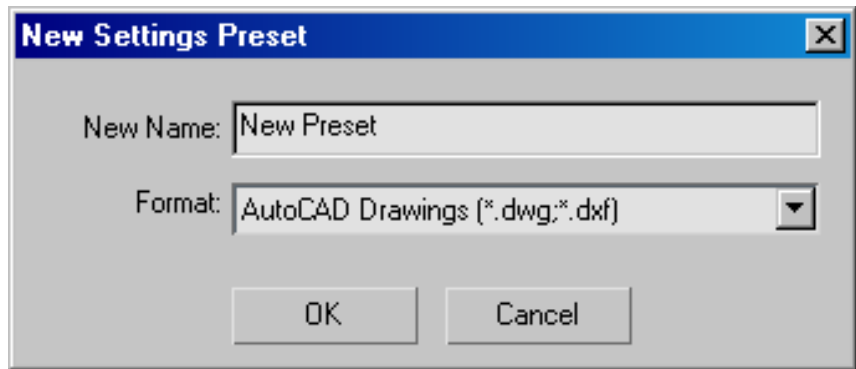 New Settings Preset
New Name: New Preset
Format: AutoCAD Drawings (*.dwg;*.dxf)
OK Cancel